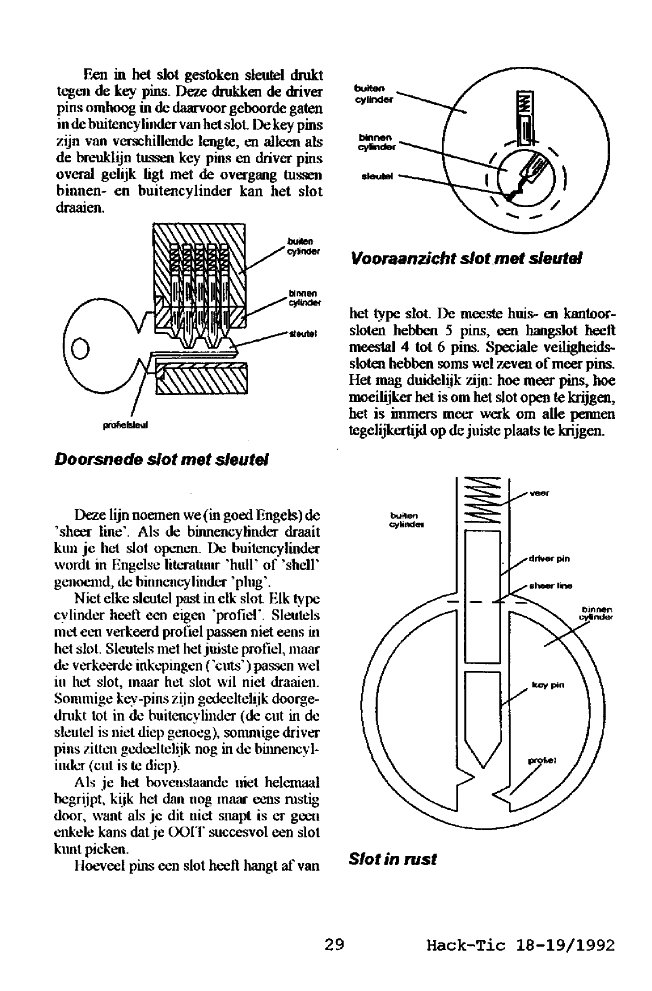 Een in het slot gestoken sleutel drukt
tegen de key pins. Deze drukken de driver
pins omhoog in de daarvoor geboorde gaten
in de buitencylinder van het slot. De key pins
zijn van verschillende lengte, en alleen als
de breuklijn tussen key pins en driver pins
overal gelijk ligt met de overgang tussen
binnen- en buitencylinder kan het slot
draaien.
buiten
cylinder
binnen
cylinder
sleutel
profielsleuf
Doorsnede slot met sleutel
Deze lijn noemen we (in goed Engels) de
'sheer line'. Als de binnencylinder draait
kun je het slot openen. De buitencylinder
wordt in Engelse literatuur 'hull' of 'shell'
genoemd, de binnencylinder 'plug'.
Niet elke sleutel past in elk slot. Elk type
cylinder heeft een eigen 'profiel'. Sleutels
met een verkeerd profiel passen niet eens in
het slot. Sleutels met het juiste profiel, maar
de verkeerde inkepingen ('cuts') passen wel
in het slot, maar het slot wil niet draaien.
Sommige key-pins zijn gedeeltelijk doorge-
drukt tot in de buitencylinder (de cut in de
sleutel is niet diep genoeg), sommige driver
pins zitten gedeeltelijk nog in de binnencyl-
inder (cut is te diep).
Als je het bovenstaande niet helemaal
begrijpt, kijk het dan nog maar eens rustig
door, want als je dit niet snapt is er geen
enkele kans dat je OOIT succesvol een slot
kunt picken.
Hoeveel pins een slot heeft hangt af van
buiten
cylinder
binnen
cylinder
sleutel
Vooraanzicht slot met sleutel
het type slot. De meeste huis- en kantoor-
sloten hebben 5 pins, een hangslot heeft
meestal 4 tot 6 pins. Speciale veiligheids-
sloten hebben soms wel zeven of meer pins.
Het mag duidelijk zijn: hoe meer pins, hoe
moeilijker het is om het slot open te krijgen,
het is immers meer werk om alle pennen
tegelijkertijd op de juiste plaats te krijgen.
veer
buiten
cylinder
driver pin
sheer line
binnen
cylinder
key pin
profiel
Slot in rust
29 Hack-Tic 18-19/1992